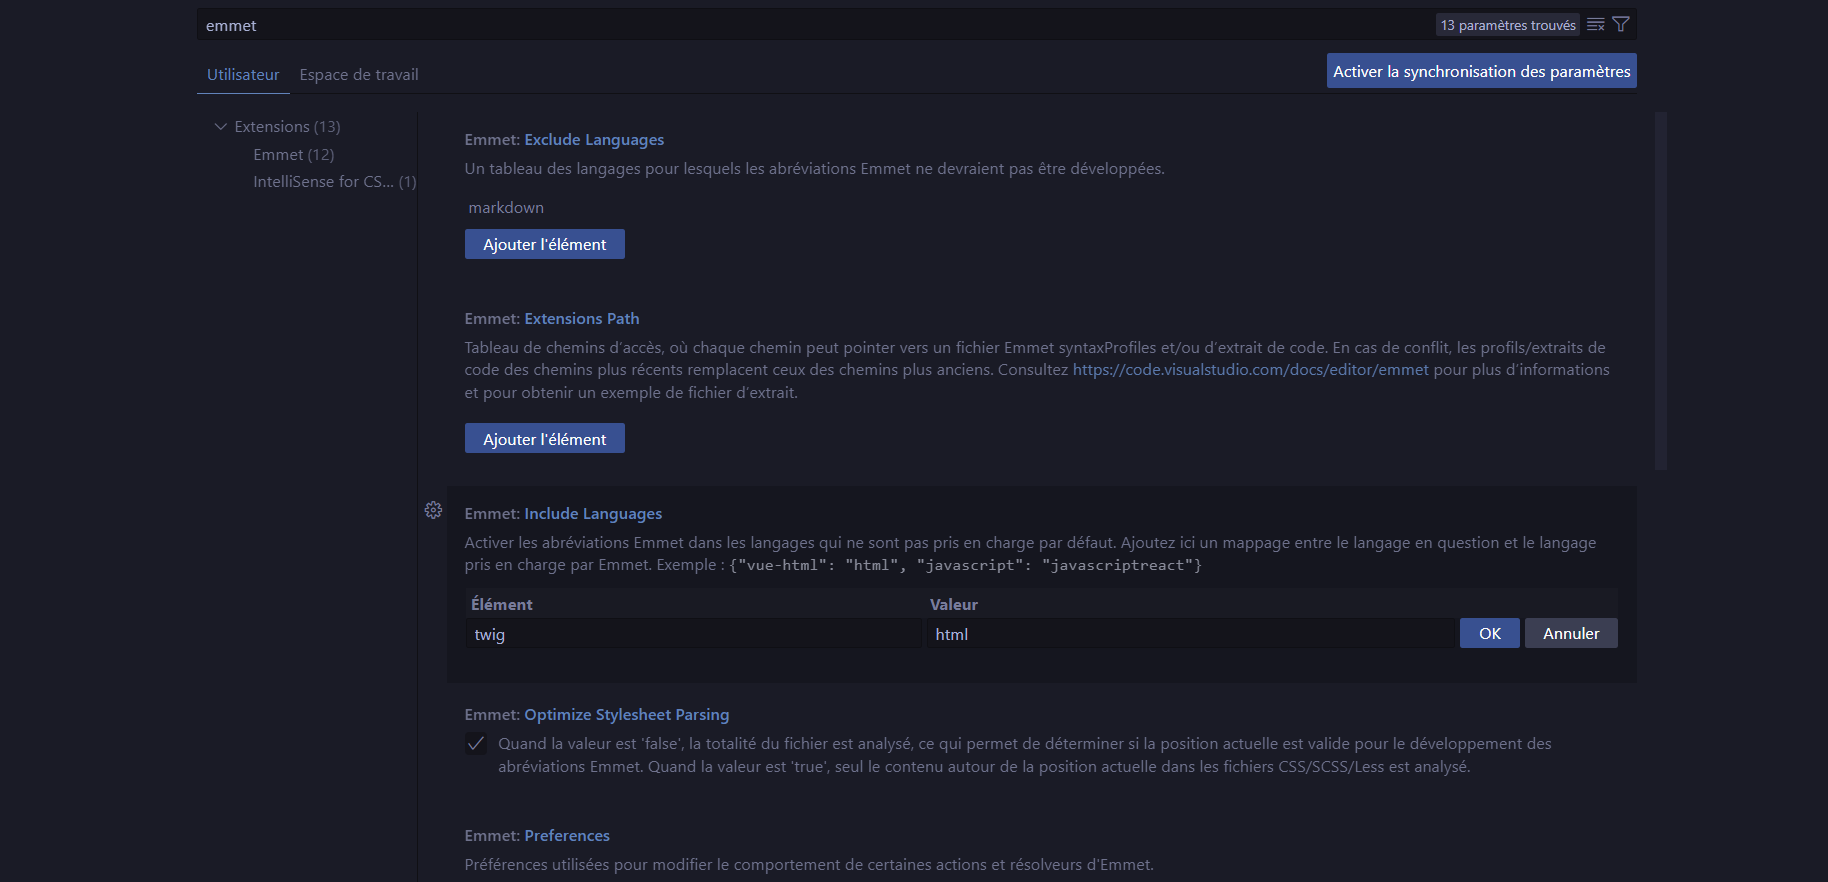 emmet
13 paramètres trouvés
Utilisateur
Espace de travail
Activer la synchronisation des paramètres
Extensions (13)
Emmet (12)
IntelliSense for CS... (1)
Emmet: Exclude Languages
Un tableau des langages pour lesquels les abréviations Emmet ne devraient pas être développées.
markdown
Ajouter l'élément
Emmet: Extensions Path
Tableau de chemins d’accès, où chaque chemin peut pointer vers un fichier Emmet syntaxProfiles et/ou d’extrait de code. En cas de conflit, les profils/extraits de
code des chemins plus récents remplacent ceux des chemins plus anciens. Consultez https://code.visualstudio.com/docs/editor/emmet pour plus d’informations
et pour obtenir un exemple de fichier d’extrait.
Ajouter l'élément
Emmet: Include Languages
Activer les abréviations Emmet dans les langages qui ne sont pas pris en charge par défaut. Ajoutez ici un mappage entre le langage en question et le langage
pris en charge par Emmet. Exemple : {"vue-html": "html", "javascript": "javascriptreact"}
Élément
Valeur
twig
html
OK
Annuler
Emmet: Optimize Stylesheet Parsing
Quand la valeur est 'false', la totalité du fichier est analysé, ce qui permet de déterminer si la position actuelle est valide pour le développement des
abréviations Emmet. Quand la valeur est 'true', seul le contenu autour de la position actuelle dans les fichiers CSS/SCSS/Less est analysé.
Emmet: Preferences
Préférences utilisées pour modifier le comportement de certaines actions et résolveurs d'Emmet.